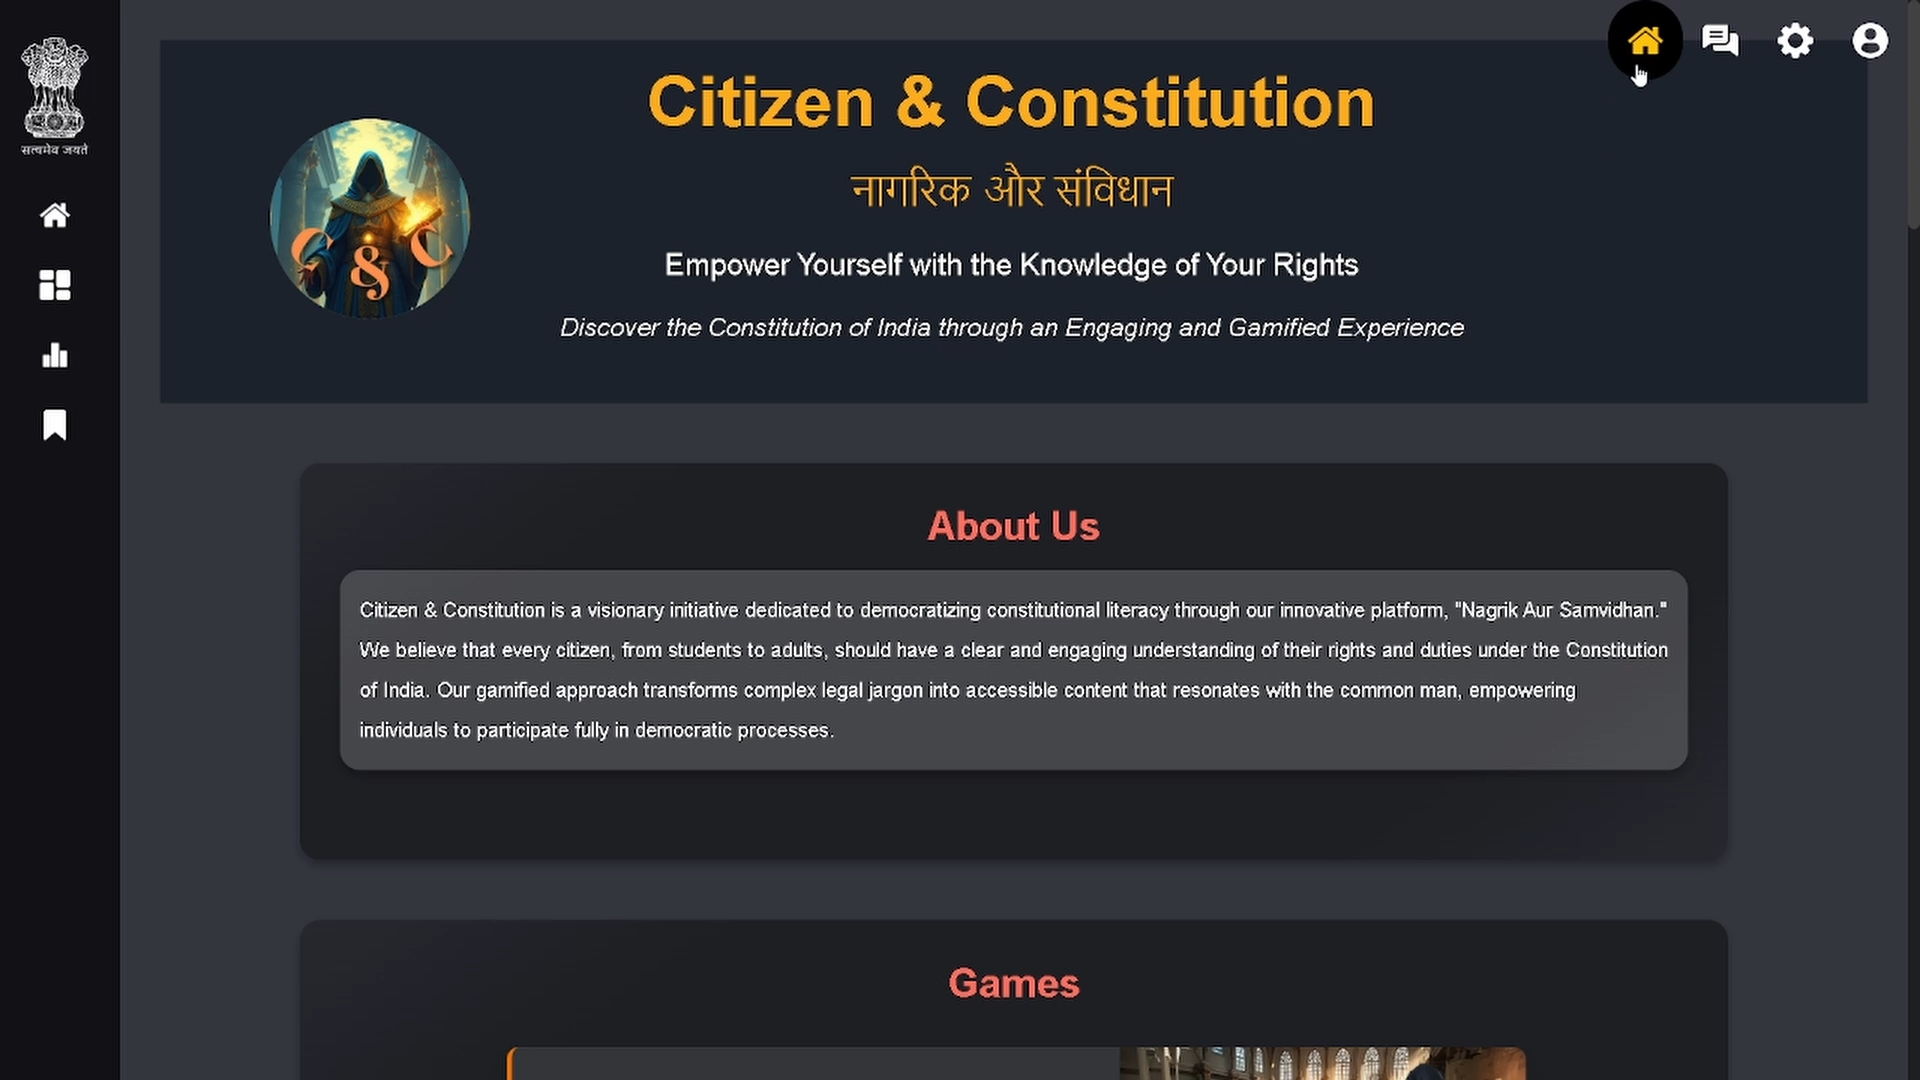 सत्यमेव जयते
Citizen & Constitution
नागरिक और संविधान
C & C
Empower Yourself with the Knowledge of Your Rights
Discover the Constitution of India through an Engaging and Gamified Experience
About Us
Citizen & Constitution is a visionary initiative dedicated to democratizing constitutional literacy through our innovative platform, "Nagrik Aur Samvidhan."
We believe that every citizen, from students to adults, should have a clear and engaging understanding of their rights and duties under the Constitution
of India. Our gamified approach transforms complex legal jargon into accessible content that resonates with the common man, empowering
individuals to participate fully in democratic processes.
Games